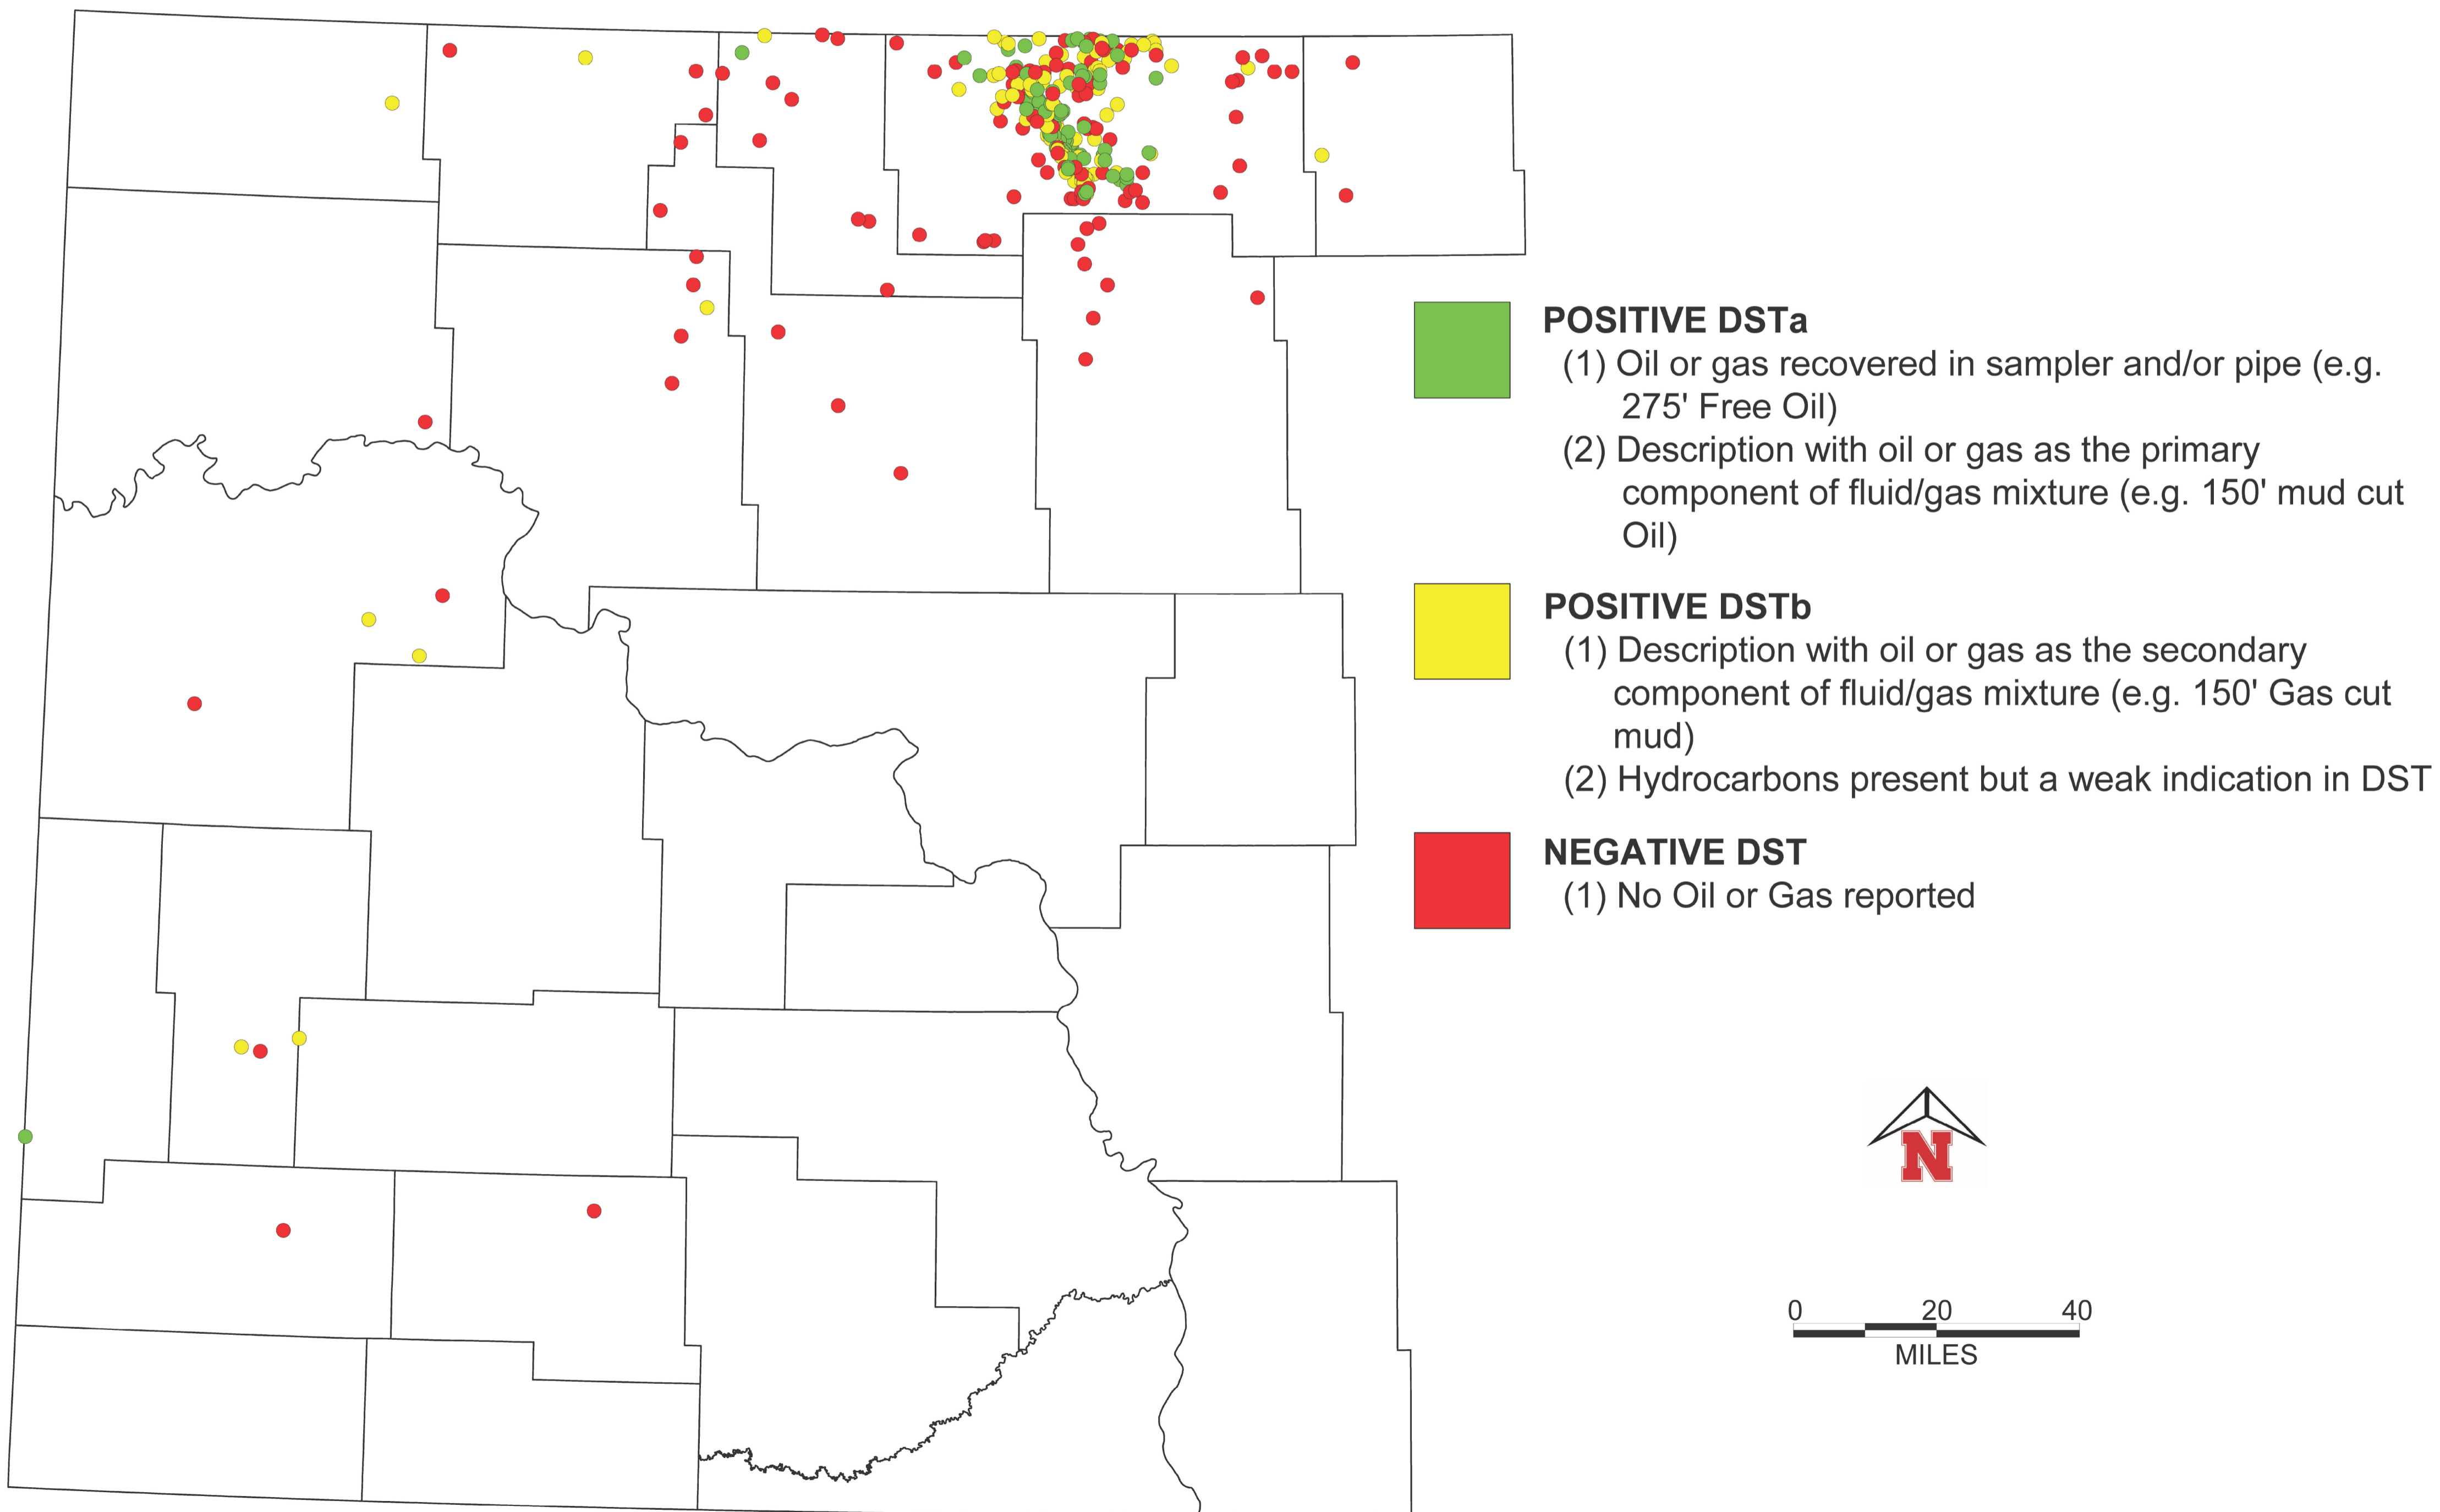 POSITIVE DSTa
(1) Oil or gas recovered in sampler and/or pipe (e.g.
275' Free Oil)
(2) Description with oil or gas as the primary
component of fluid/gas mixture (e.g. 150' mud cut
Oil)
POSITIVE DSTb
(1) Description with oil or gas as the secondary
component of fluid/gas mixture (e.g. 150' Gas cut
mud)
(2) Hydrocarbons present but a weak indication in DST
NEGATIVE DST
(1) No Oil or Gas reported
N
0 20 40
MILES